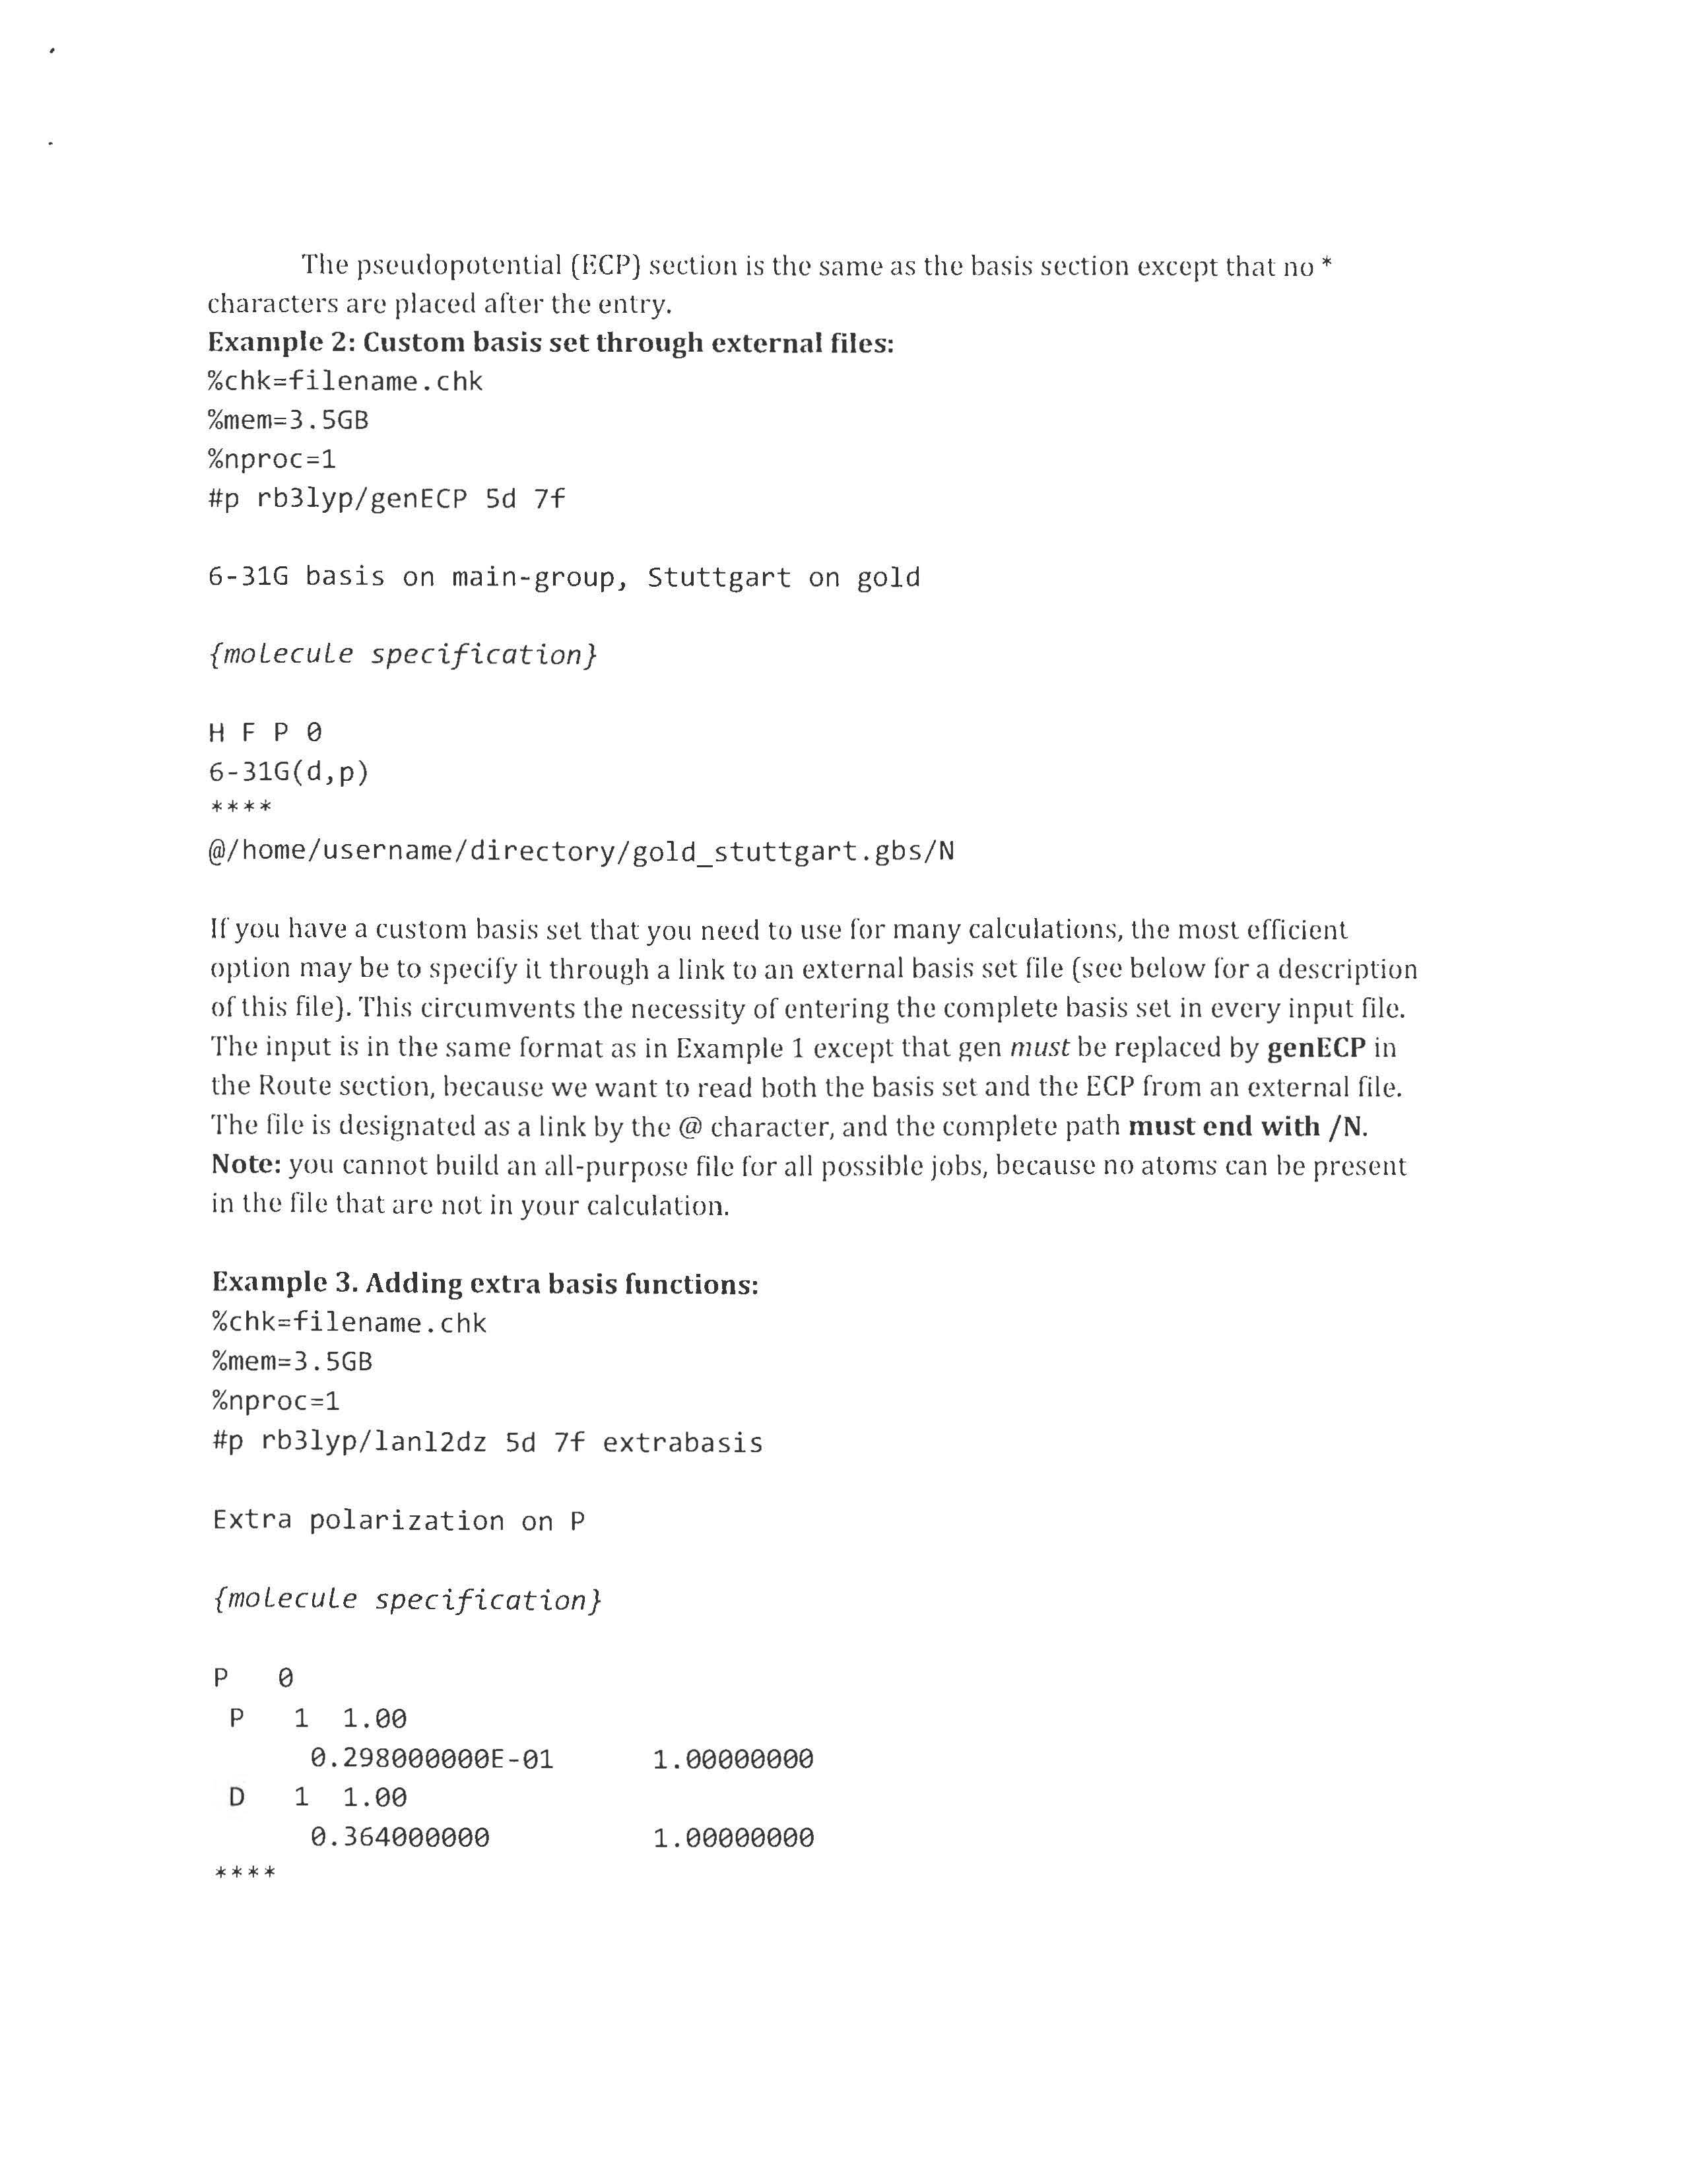 The pseudopotential (ECP) section is the same as the basis section except that no *
characters are placed after the entry.
Example 2: Custom basis set through external files:
%chk=filename.chk
%mem=3.5GB
%nproc=1
#p rb3lyp/genECP 5d 7f
6-31G basis on main-group, Stuttgart on gold
{molecule specification}
H F P 0
6-31G(d,p)
****
@/home/username/directory/gold_stuttgart.gbs/N
If you have a custom basis set that you need to use for many calculations, the most efficient
option may be to specify it through a link to an external basis set file (see below for a description
of this file). This circumvents the necessity of entering the complete basis set in every input file.
The input is in the same format as in Example 1 except that gen must be replaced by genECP in
the Route section, because we want to read both the basis set and the ECP from an external file.
The file is designated as a link by the @ character, and the complete path must end with /N.
Note: you cannot build an all-purpose file for all possible jobs, because no atoms can be present
in the file that are not in your calculation.
Example 3. Adding extra basis functions:
%chk=filename.chk
%mem=3.5GB
%nproc=1
#p rb3lyp/lanl2dz 5d 7f extrabasis
Extra polarization on P
{molecule specification}
P 0
P 1 1.00
0.298000000E-01 1.00000000
D 1 1.00
0.364000000 1.00000000
****